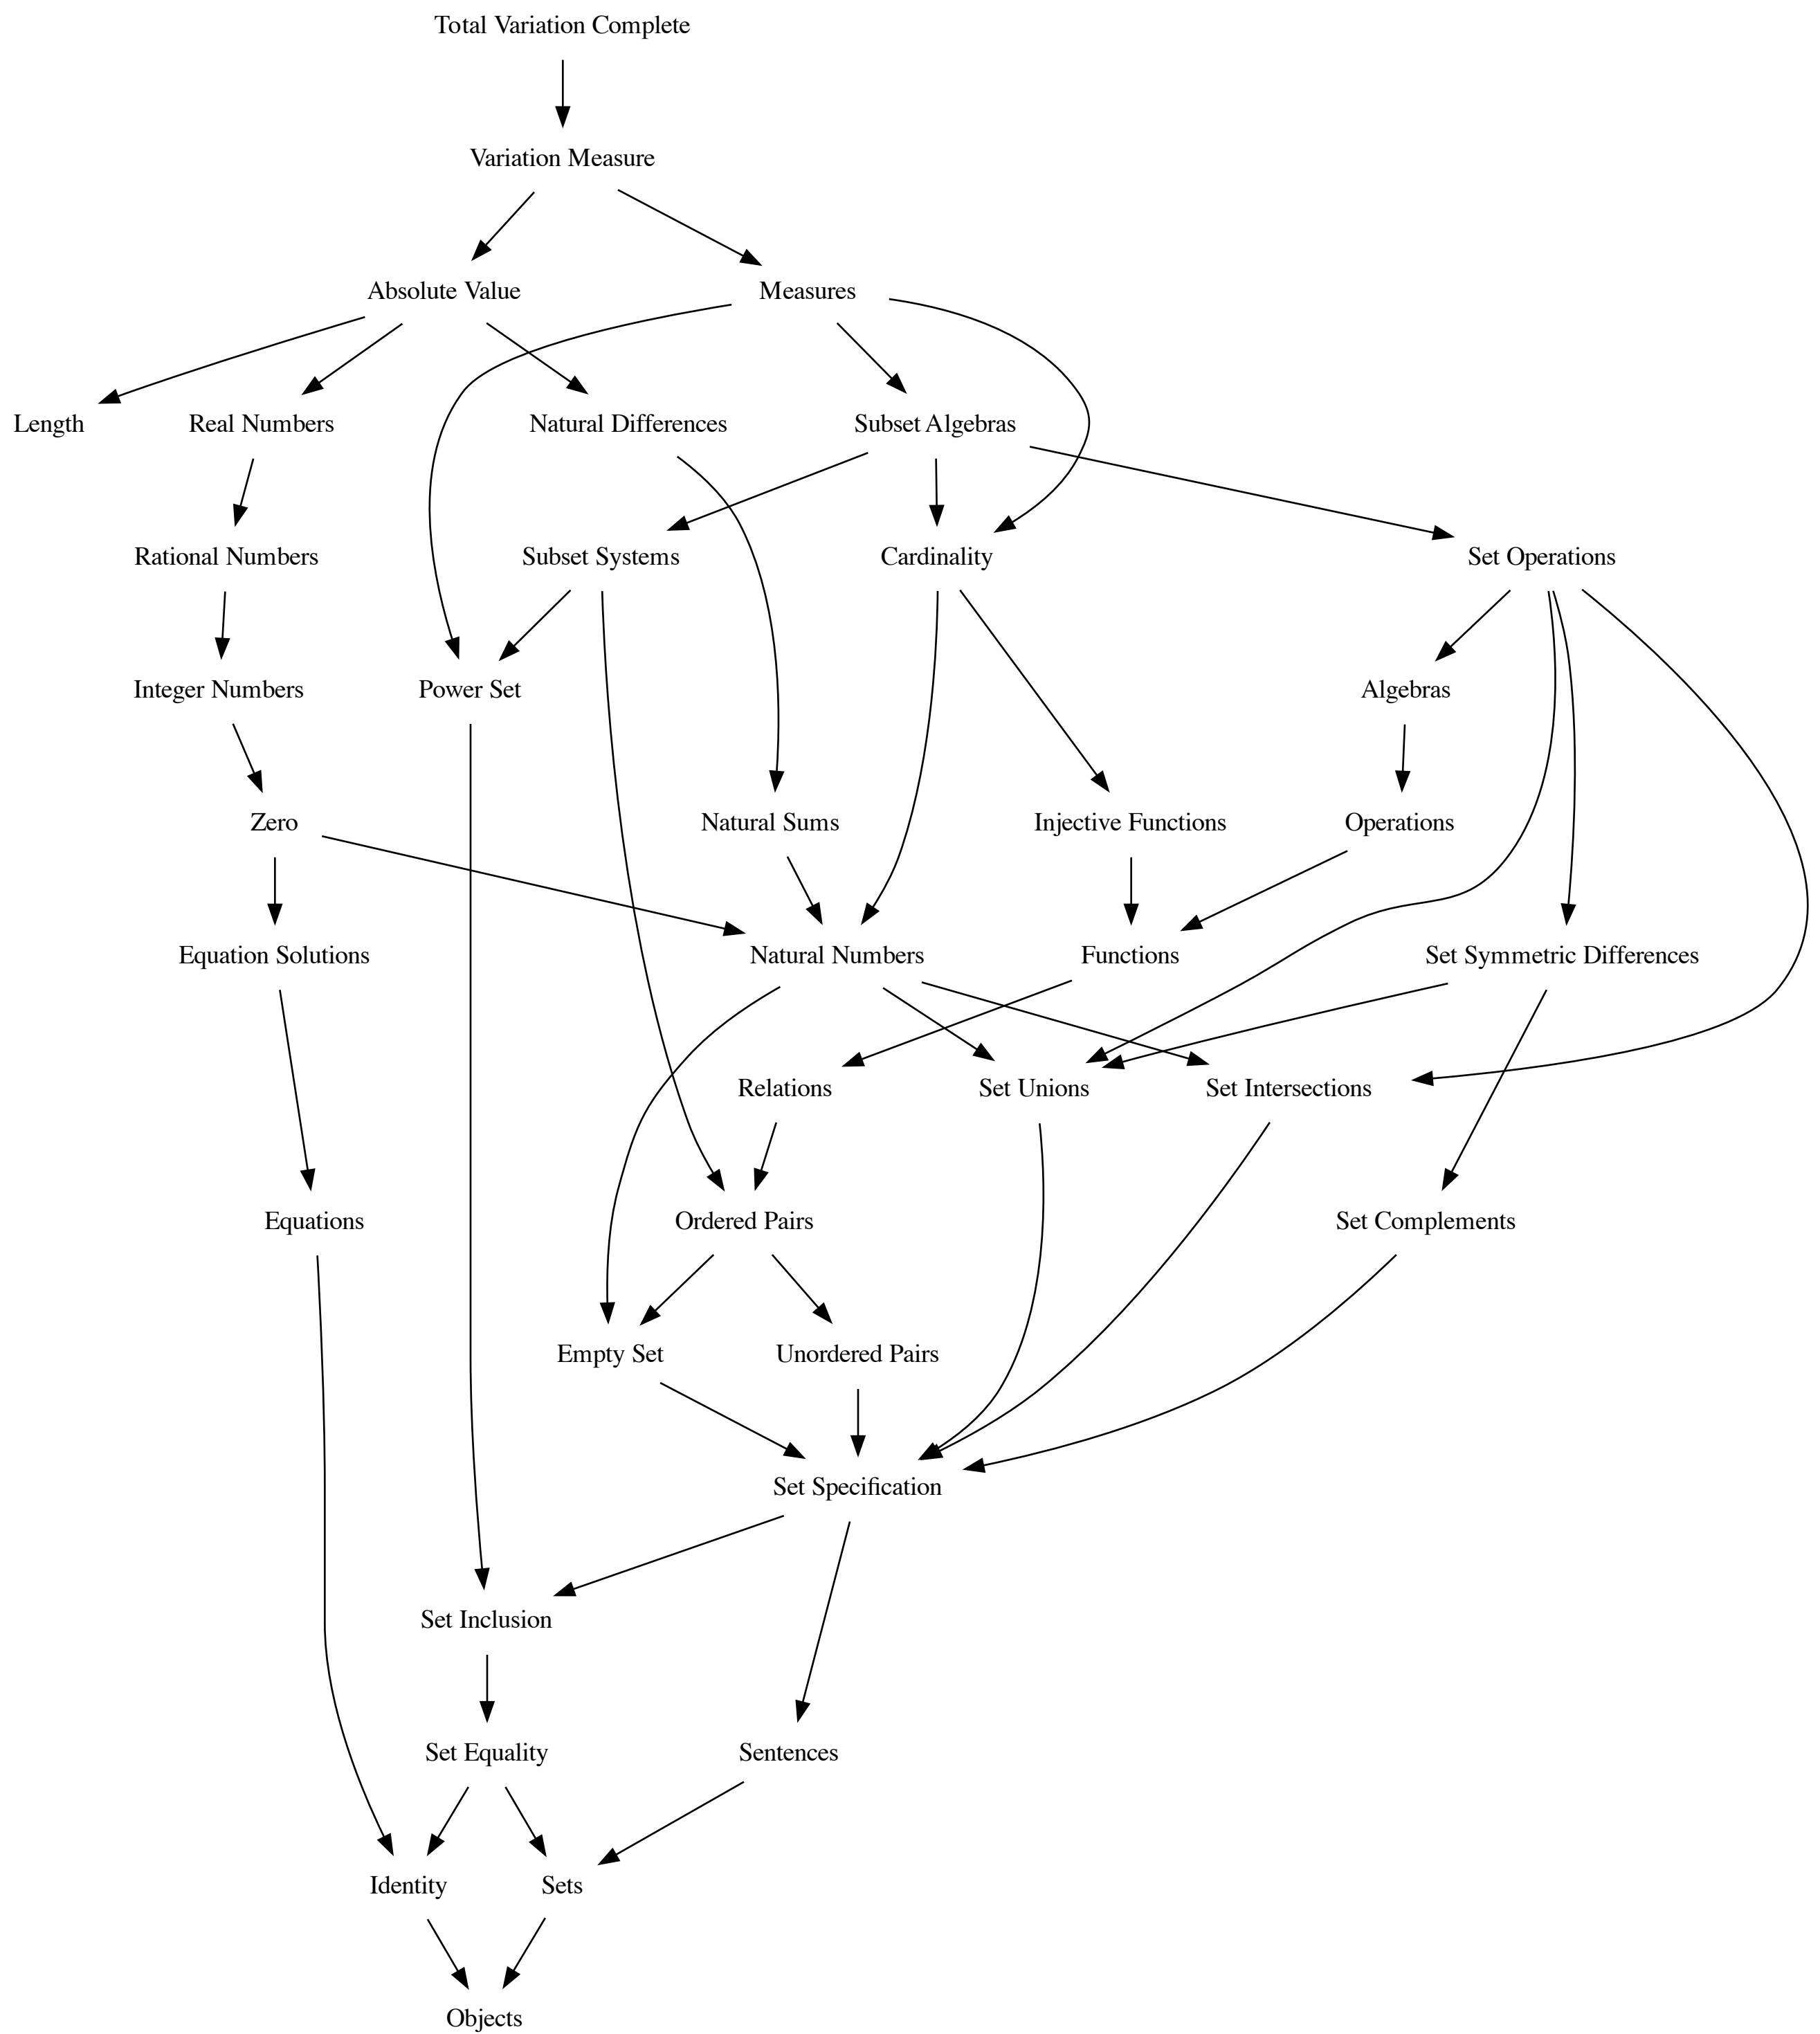 Total Variation Complete
Variation Measure
Absolute Value
Measures
Length
Real Numbers
Natural Differences
Subset Algebras
Rational Numbers
Subset Systems
Cardinality
Set Operations
Integer Numbers
Power Set
Algebras
Zero
Natural Sums
Injective Functions
Operations
Equation Solutions
Natural Numbers
Functions
Set Symmetric Differences
Relations
Set Unions
Set Intersections
Equations
Ordered Pairs
Set Complements
Empty Set
Unordered Pairs
Set Specification
Set Inclusion
Set Equality
Sentences
Identity
Sets
Objects